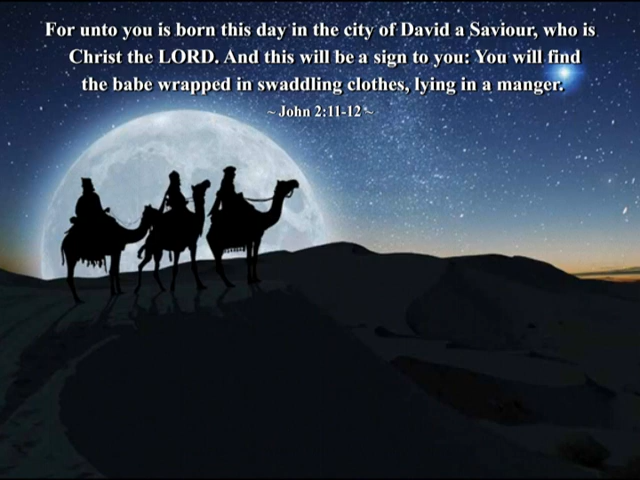 For unto you is born this day in the city of David a Saviour, who is
Christ the LORD. And this will be a sign to you: You will find
the babe wrapped in swaddling clothes, lying in a manger.
~ John 2:11-12 ~